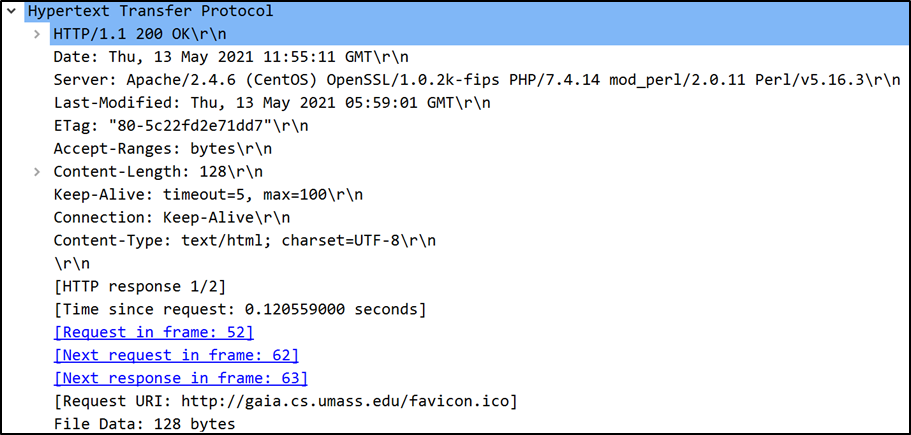 Hypertext Transfer Protocol
HTTP/1.1 200 OK\r\n
Date: Thu, 13 May 2021 11:55:11 GMT\r\n
Server: Apache/2.4.6 (CentOS) OpenSSL/1.0.2k-fips PHP/7.4.14 mod_perl/2.0.11 Perl/v5.16.3\r\n
Last-Modified: Thu, 13 May 2021 05:59:01 GMT\r\n
ETag: "80-5c22fd2e71dd7"\r\n
Accept-Ranges: bytes\r\n
Content-Length: 128\r\n
Keep-Alive: timeout=5, max=100\r\n
Connection: Keep-Alive\r\n
Content-Type: text/html; charset=UTF-8\r\n
\r\n
[HTTP response 1/2]
[Time since request: 0.120559000 seconds]
[Request in frame: 52]
[Next request in frame: 62]
[Next response in frame: 63]
[Request URI: http://gaia.cs.umass.edu/favicon.ico]
File Data: 128 bytes